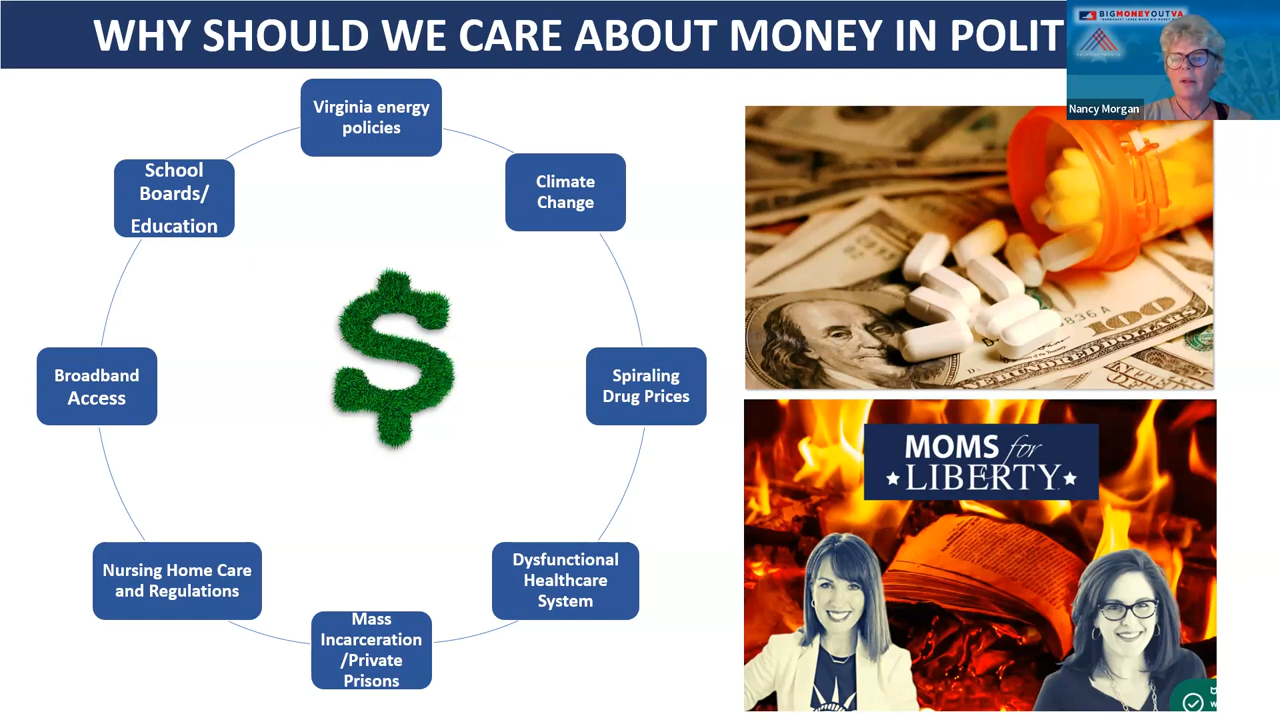 WHY SHOULD WE CARE ABOUT MONEY IN POLIT
BIGMONEYOUTVA
Nancy Morgan
Virginia energy
policies
Climate
Change
Spiraling
Drug Prices
Dysfunctional
Healthcare
System
Mass
Incarceration
/Private
Prisons
Nursing Home Care
and Regulations
Broadband
Access
School
Boards/
Education
$
100
MOMS for
LIBERTY